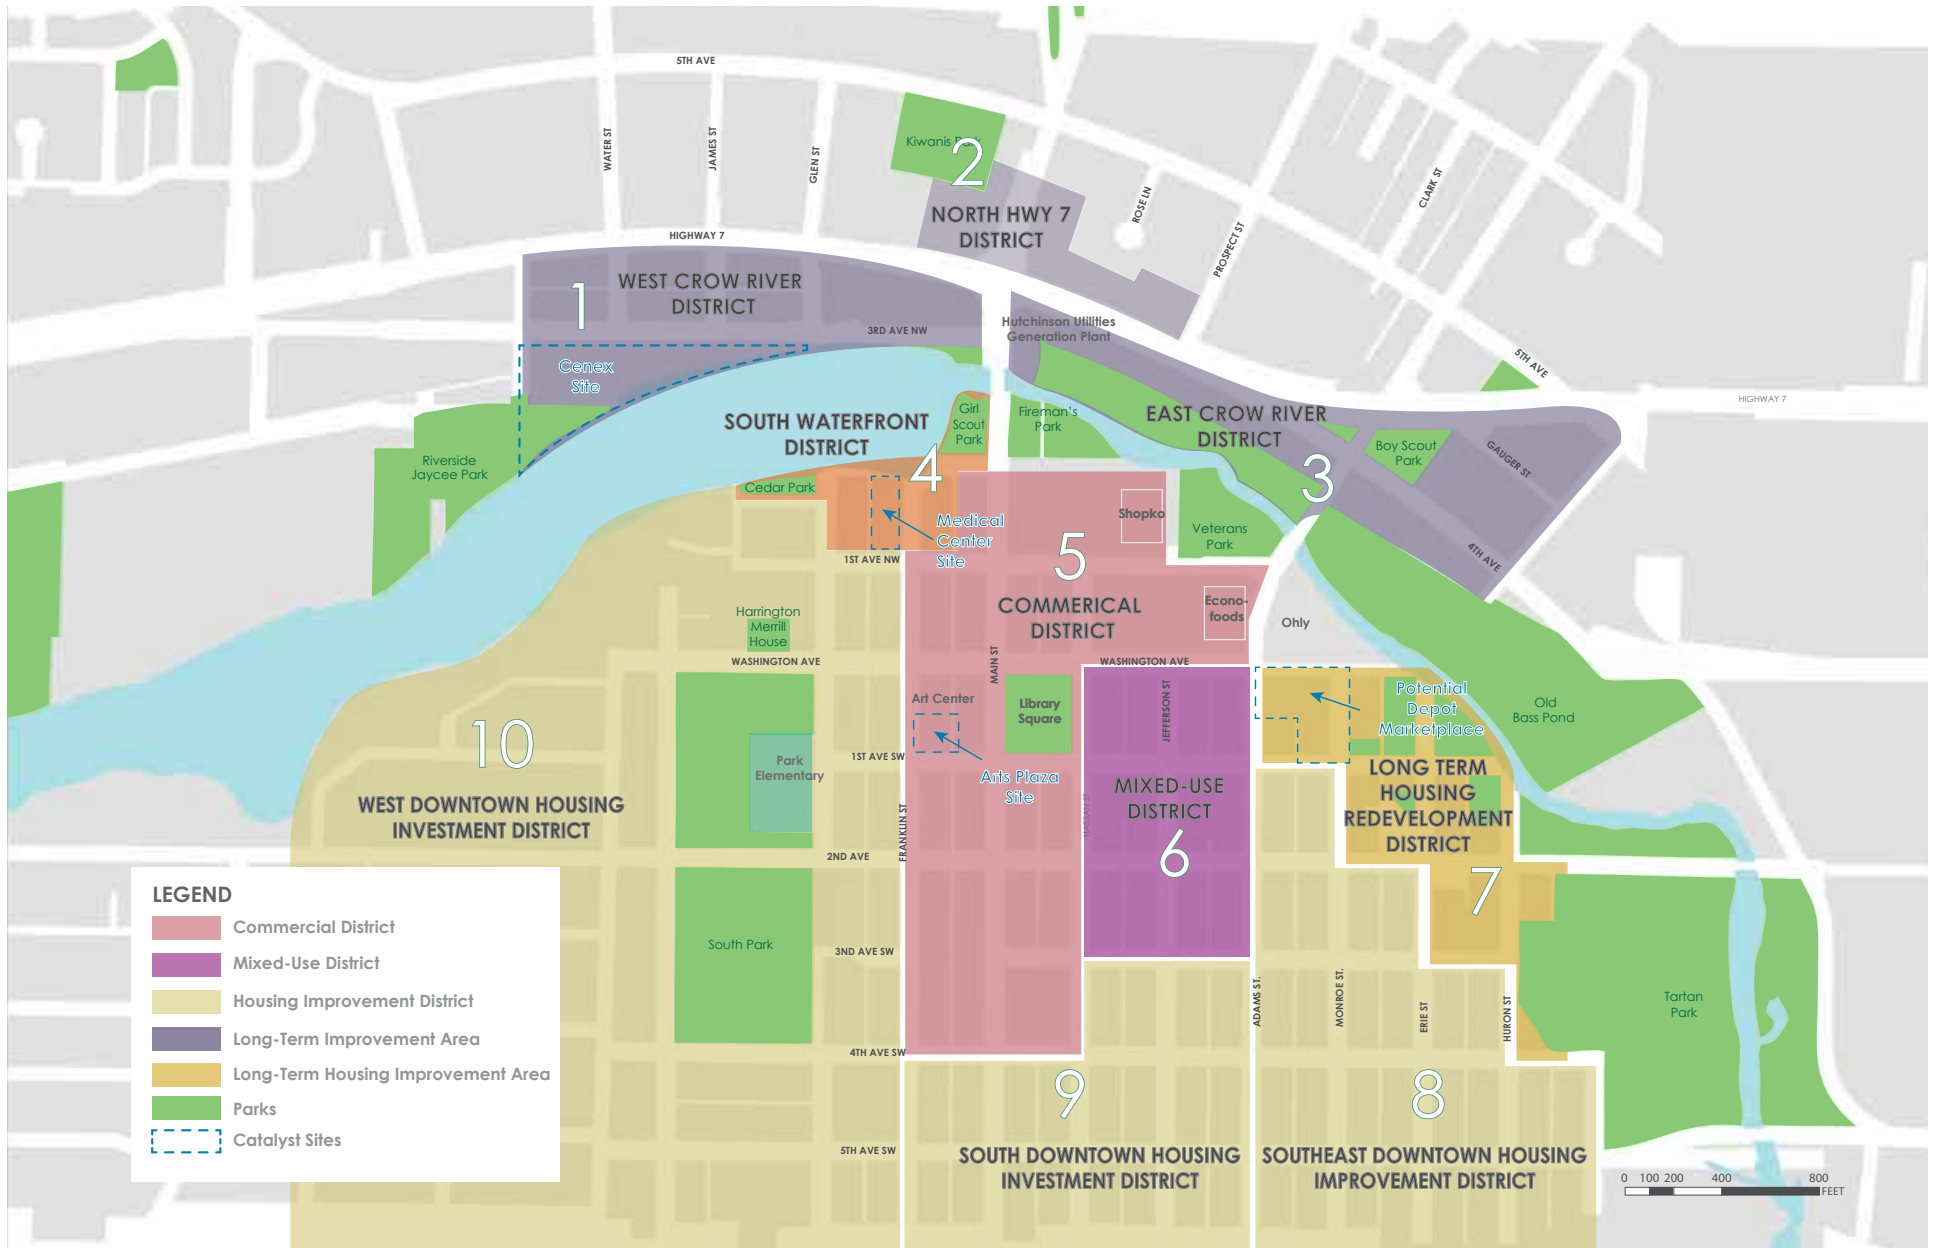 5TH AVE
WATER ST
JAMES ST
GLEN ST
Kiwanis Park
2
NORTH HWY 7
DISTRICT
ROSE LN
PROSPECT ST
CLARK ST
HIGHWAY 7
1
WEST CROW RIVER
DISTRICT
3RD AVE NW
Hutchinson Utilities
Generation Plant
Cenex
Site
5TH AVE
HIGHWAY 7
SOUTH WATERFRONT
DISTRICT
4
Girl
Scout
Park
Fireman's
Park
EAST CROW RIVER
DISTRICT
3
Boy Scout
Park
GAUGER ST
4TH AVE
Riverside
Jaycee Park
Cedar Park
Medical
Center
Site
1ST AVE NW
Shopko
Veterans
Park
5
COMMERICAL
DISTRICT
Econo-
foods
Ohly
Harrington
Merrill
House
WASHINGTON AVE
MAIN ST
WASHINGTON AVE
Art Center
Library
Square
JEFFERSON ST
Potential
Depot
Marketplace
Old
Bass Pond
10
WEST DOWNTOWN HOUSING
INVESTMENT DISTRICT
Park
Elementary
1ST AVE SW
Arts Plaza
Site
FRANKLIN ST
HASSAN ST
MIXED-USE
DISTRICT
6
LONG TERM
HOUSING
REDEVELOPMENT
DISTRICT
7
2ND AVE
South Park
3ND AVE SW
ADAMS ST.
MONROE ST.
ERIE ST
HURON ST
Tartan
Park
4TH AVE SW
9
SOUTH DOWNTOWN HOUSING
INVESTMENT DISTRICT
8
SOUTHEAST DOWNTOWN HOUSING
IMPROVEMENT DISTRICT
5TH AVE SW
LEGEND
Commercial District
Mixed-Use District
Housing Improvement District
Long-Term Improvement Area
Long-Term Housing Improvement Area
Parks
Catalyst Sites
0 100 200 400 800
FEET